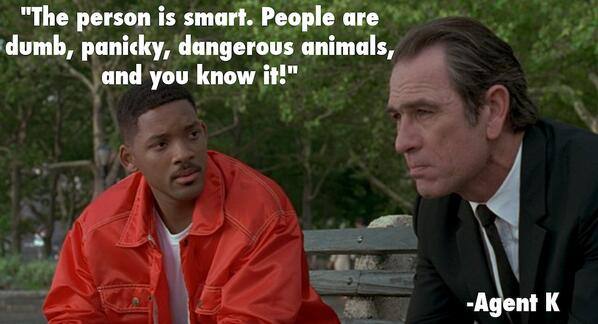 "The person is smart. People are
dumb, panicky, dangerous animals,
and you know it!"
-Agent K